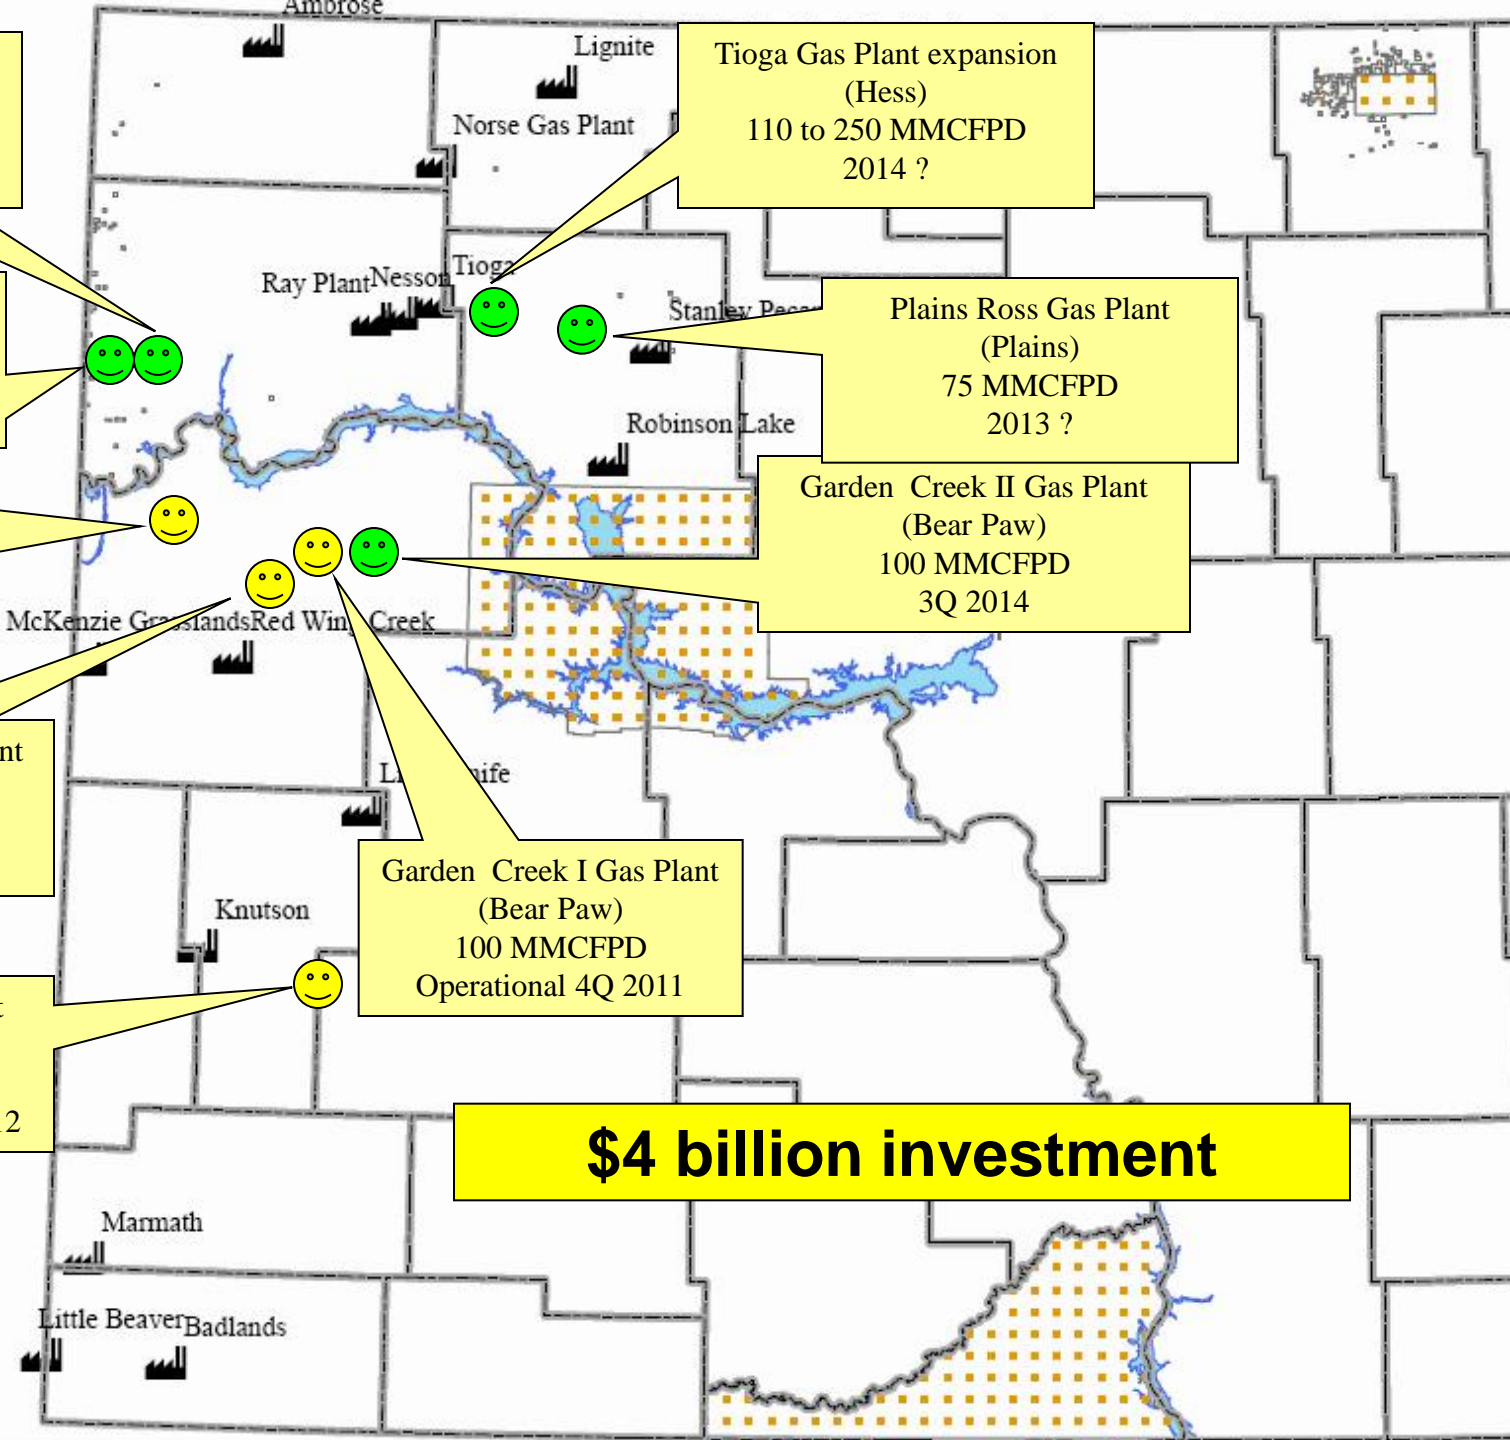 Ambrose
Lignite
Norse Gas Plant
Tioga Gas Plant expansion
(Hess)
110 to 250 MMCFPD
2014 ?
Ray Plant
Nesson
Tioga
Stanley
Plains Ross Gas Plant
(Plains)
75 MMCFPD
2013 ?
Robinson Lake
Garden Creek II Gas Plant
(Bear Paw)
100 MMCFPD
3Q 2014
McKenzie Grasslands
Red Wing Creek
Garden Creek I Gas Plant
(Bear Paw)
100 MMCFPD
Operational 4Q 2011
Knutson
$4 billion investment
Marmath
Little Beaver
Badlands